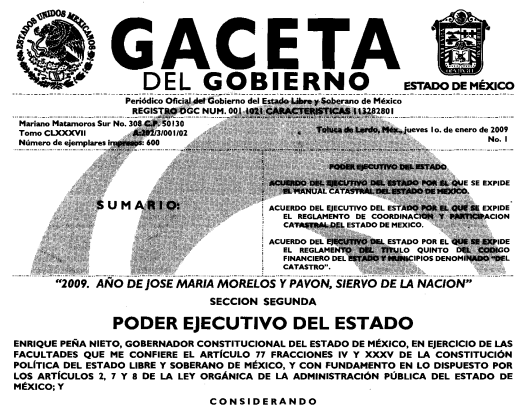 ESTADOS UNIDOS MEXICANOS
GACETA
DEL GOBIERNO
ESTADO DE MÉXICO
Periódico Oficial del Gobierno del Estado Libre y Soberano de México
REGISTRO DGC NUM. 001 1021 CARACTERISTICAS 113282801
Mariano Matamoros Sur No. 308 C.P. 50130
Tomo CLXXXVII A:202/3/001/02
Número de ejemplares impresos: 600
Toluca de Lerdo, Méx., jueves 1o. de enero de 2009
No. 1
SUMARIO:
PODER EJECUTIVO DEL ESTADO
ACUERDO DEL EJECUTIVO DEL ESTADO POR EL QUE SE EXPIDE
EL MANUAL CATASTRAL DEL ESTADO DE MEXICO.
ACUERDO DEL EJECUTIVO DEL ESTADO POR EL QUE SE EXPIDE
EL REGLAMENTO DE COORDINACION Y PARTICIPACION
CATASTRAL DEL ESTADO DE MEXICO.
ACUERDO DEL EJECUTIVO DEL ESTADO POR EL QUE SE EXPIDE
EL REGLAMENTO DEL TITULO QUINTO DEL CODIGO
FINANCIERO DEL ESTADO Y MUNICIPIOS DENOMINADO "DEL
CATASTRO".
"2009. AÑO DE JOSE MARIA MORELOS Y PAVON, SIERVO DE LA NACION"
SECCION SEGUNDA
PODER EJECUTIVO DEL ESTADO
ENRIQUE PEÑA NIETO, GOBERNADOR CONSTITUCIONAL DEL ESTADO DE MÉXICO, EN EJERCICIO DE LAS
FACULTADES QUE ME CONFIERE EL ARTÍCULO 77 FRACCIONES IV Y XXXV DE LA CONSTITUCIÓN
POLÍTICA DEL ESTADO LIBRE Y SOBERANO DE MÉXICO, Y CON FUNDAMENTO EN LO DISPUESTO POR
LOS ARTÍCULOS 2, 7 Y 8 DE LA LEY ORGÁNICA DE LA ADMINISTRACIÓN PÚBLICA DEL ESTADO DE
MÉXICO; Y
CONSIDERANDO